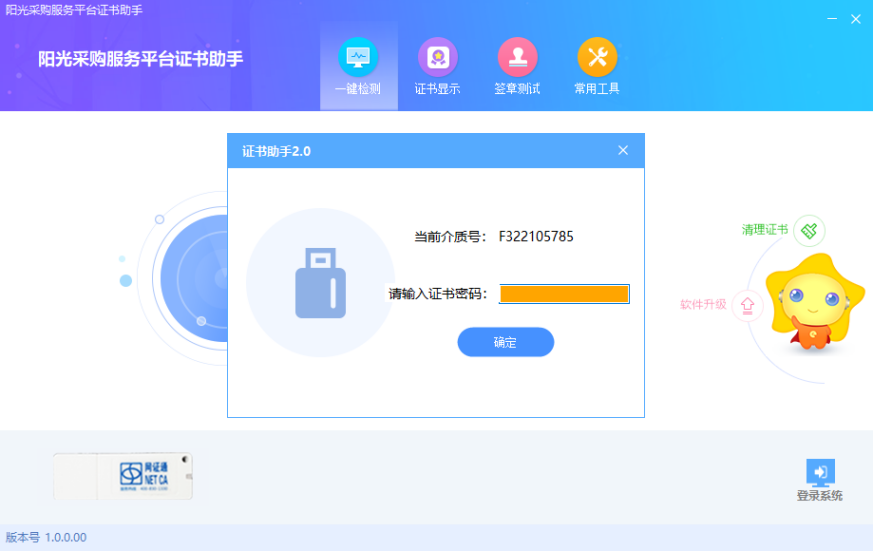 阳光采购服务平台证书助手
阳光采购服务平台证书助手
一键检测
证书显示
签章测试
常用工具
证书助手2.0
当前介质号： F322105785
请输入证书密码：
确定
清理证书
软件升级
网证通
NETCA
登录系统
版本号 1.0.0.00